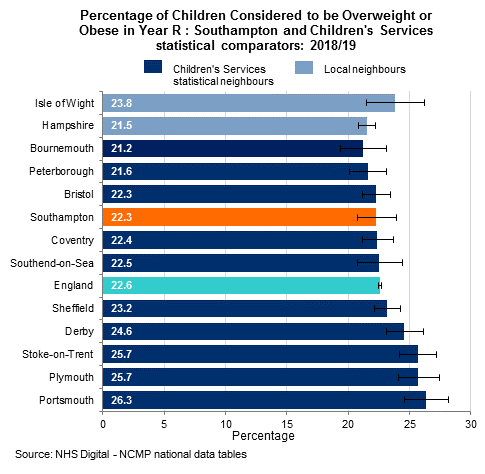 Percentage of Children Considered to be Overweight or
Obese in Year R : Southampton and Children's Services
statistical comparators: 2018/19
Children's Services
statistical neighbours
Local neighbours
Isle of Wight 23.8
Hampshire 21.5
Bournemouth 21.2
Peterborough 21.6
Bristol 22.3
Southampton 22.3
Coventry 22.4
Southend-on-Sea 22.5
England 22.6
Sheffield 23.2
Derby 24.6
Stoke-on-Trent 25.7
Plymouth 25.7
Portsmouth 26.3
0 5 10 15 20 25 30
Percentage
Source: NHS Digital - NCMP national data tables